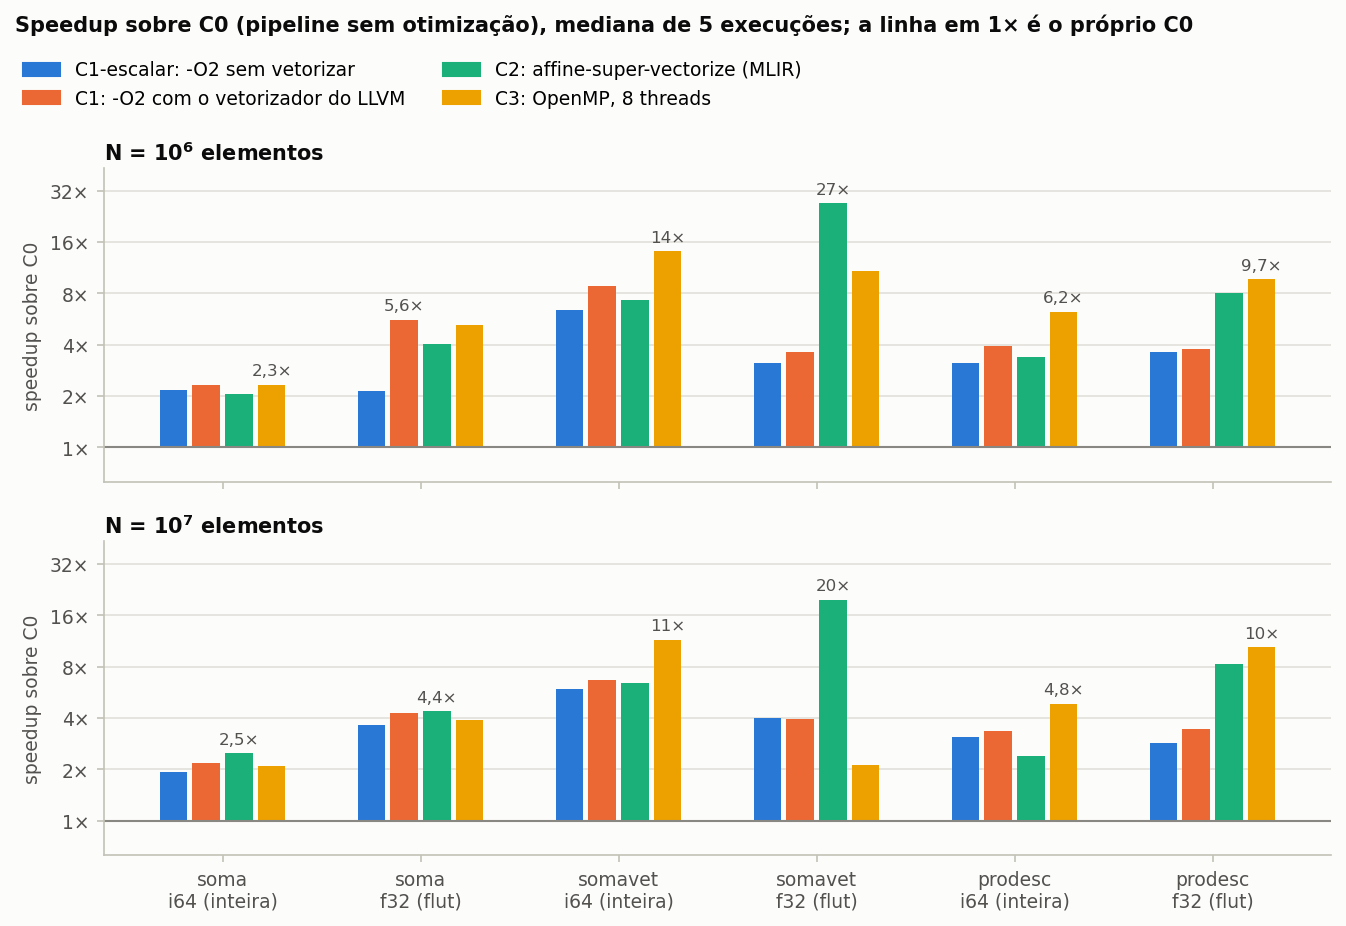 Speedup sobre C0 (pipeline sem otimização), mediana de 5 execuções; a linha em 1× é o próprio C0
C1-escalar: -O2 sem vetorizar
C2: affine-super-vectorize (MLIR)
C1: -O2 com o vetorizador do LLVM
C3: OpenMP, 8 threads
N = 10⁶ elementos
speedup sobre C0
32×
16×
8×
4×
2×
1×
2,3×
5,6×
14×
27×
6,2×
9,7×
N = 10⁷ elementos
speedup sobre C0
32×
16×
8×
4×
2×
1×
2,5×
4,4×
11×
20×
4,8×
10×
soma
i64 (inteira)
soma
f32 (flut)
somavet
i64 (inteira)
somavet
f32 (flut)
prodesc
i64 (inteira)
prodesc
f32 (flut)